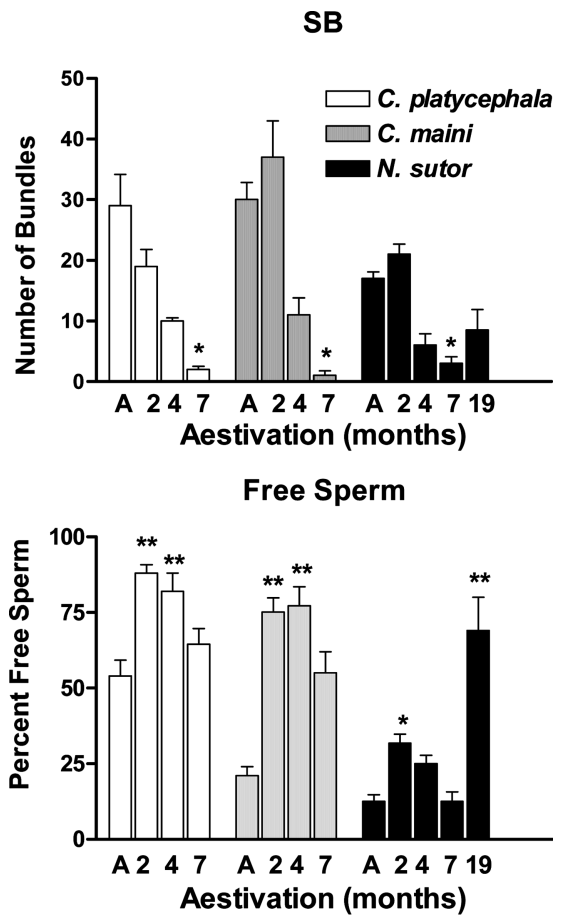 SB
50
40
30
20
10
0
Number of Bundles
C. platycephala
C. maini
N. sutor
* * *
A 2 4 7 A 2 4 7 A 2 4 7 19
Aestivation (months)
Free Sperm
100
75
50
25
0
Percent Free Sperm
** ** ** ** * **
A 2 4 7 A 2 4 7 A 2 4 7 19
Aestivation (months)